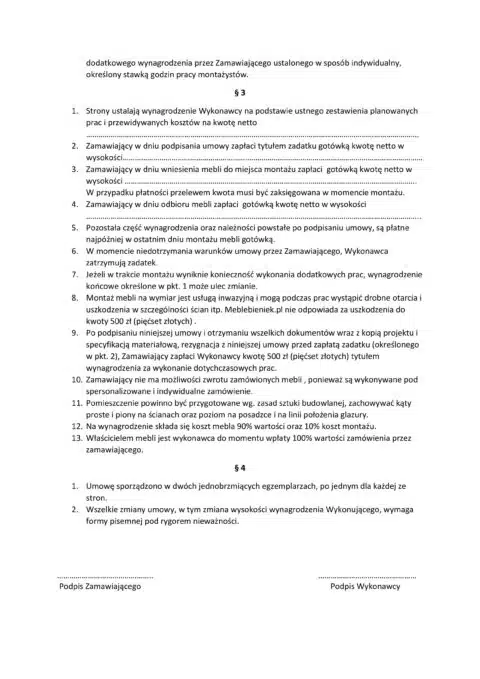 dodatkowego wynagrodzenia przez Zamawiającego ustalonego w sposób indywidualny,
określony stawką godzin pracy montażystów.
§ 3
1. Strony ustalają wynagrodzenie Wykonawcy na podstawie ustnego zestawienia planowanych
prac i przewidywanych kosztów na kwotę netto
……………………………………………………………………………………………………………..
2. Zamawiający w dniu podpisania umowy zapłaci tytułem zadatku gotówką kwotę netto w
wysokości……………………………………………………………………………………………………
3. Zamawiający w dniu wniesienia mebli do miejsca montażu zapłaci gotówką kwotę netto w
wysokości …………………………………………………………………………………………………..
W przypadku płatności przelewem kwota musi być zaksięgowana w momencie montażu.
4. Zamawiający w dniu odbioru mebli zapłaci gotówką kwotę netto w wysokości
………………………………………………………………………………………………………………...
5. Pozostała część wynagrodzenia oraz należności powstałe po podpisaniu umowy, są płatne
najpóźniej w ostatnim dniu montażu mebli gotówką.
6. W momencie niedotrzymania warunków umowy przez Zamawiającego, Wykonawca
zatrzymują zadatek.
7. Jeżeli w trakcie montażu wyniknie konieczność wykonania dodatkowych prac, wynagrodzenie
końcowe określone w pkt. 1 może ulec zmianie.
8. Montaż mebli na wymiar jest usługą inwazyjną i mogą podczas prac wystąpić drobne otarcia i
uszkodzenia w szczególności ścian itp. Meblebieniek.pl nie odpowiada za uszkodzenia do
kwoty 500 zł (pięćset złotych) .
9. Po podpisaniu niniejszej umowy i otrzymaniu wszelkich dokumentów wraz z kopią projektu i
specyfikacją materiałową, rezygnacja z niniejszej umowy przed zapłatą zadatku (określonego
w pkt. 2), Zamawiający zapłaci Wykonawcy kwotę 500 zł (pięćset złotych) tytułem
wynagrodzenia za wykonanie dotychczasowych prac.
10. Zamawiający nie ma możliwości zwrotu zamówionych mebli , ponieważ są wykonywane pod
spersonalizowane i indywidualne zamówienie.
11. Pomieszczenie powinno być przygotowane wg. zasad sztuki budowlanej, zachowywać kąty
proste i piony na ścianach oraz poziom na posadzce i na linii położenia glazury.
12. Na wynagrodzenie składa się koszt mebla 90% wartości oraz 10% koszt montażu.
13. Właścicielem mebli jest wykonawca do momentu wpłaty 100% wartości zamówienia przez
zamawiającego.
§ 4
1. Umowę sporządzono w dwóch jednobrzmiących egzemplarzach, po jednym dla każdej ze
stron.
2. Wszelkie zmiany umowy, w tym zmiana wysokości wynagrodzenia Wykonującego, wymaga
formy pisemnej pod rygorem nieważności.
……………………………………….. …………………………………………
Podpis Zamawiającego Podpis Wykonawcy